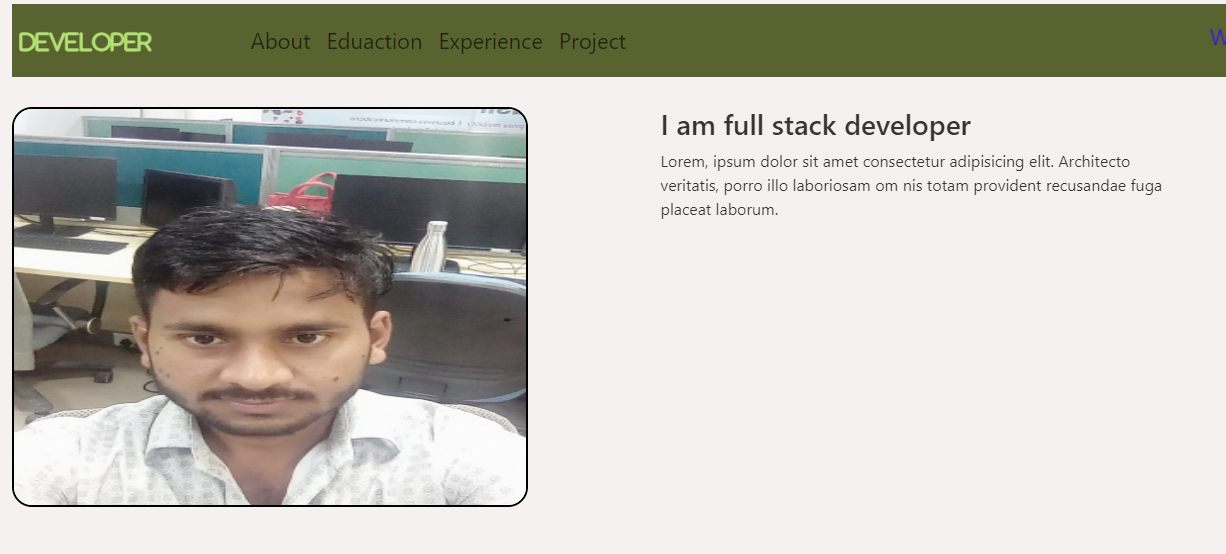 DEVELOPER
About Eduaction Experience Project
W
I am full stack developer
Lorem, ipsum dolor sit amet consectetur adipisicing elit. Architecto
veritatis, porro illo laboriosam om nis totam provident recusandae fuga
placeat laborum.